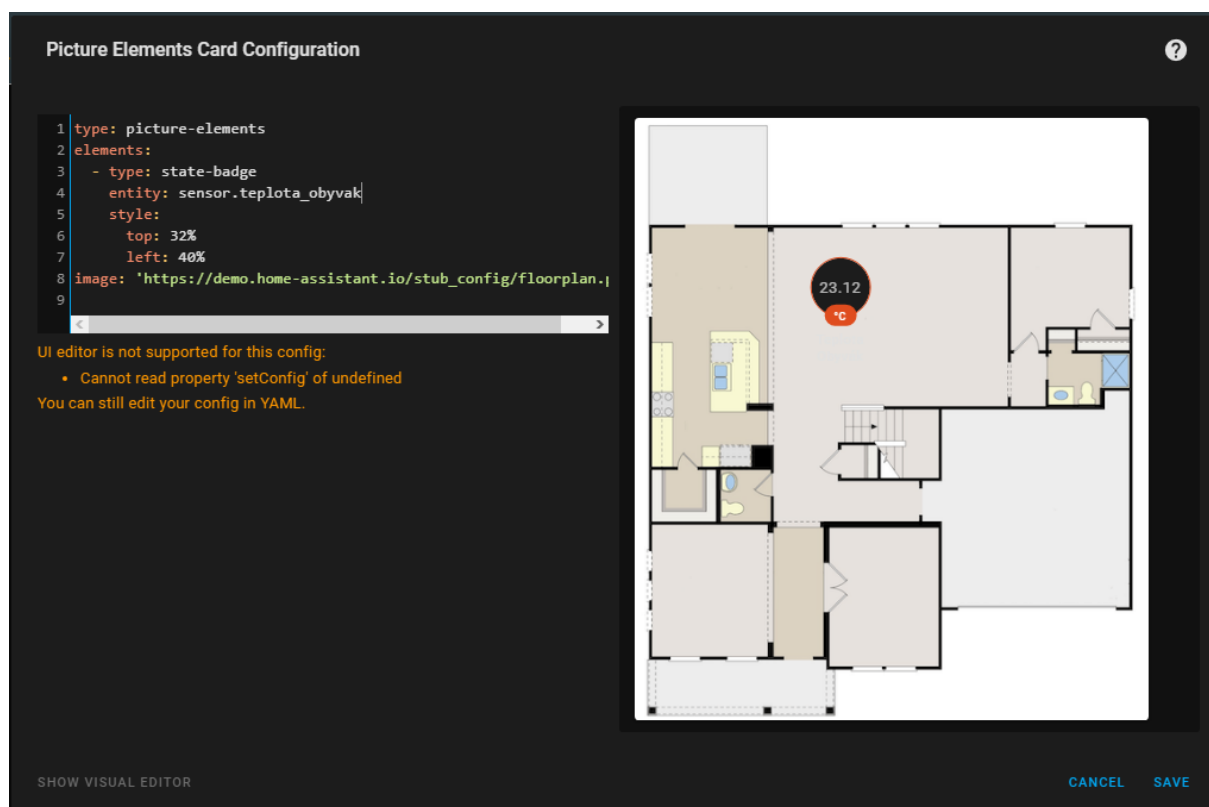 Picture Elements Card Configuration
1 type: picture-elements
2 elements:
3 - type: state-badge
4 entity: sensor.teplota_obyvak
5 style:
6 top: 32%
7 left: 40%
8 image: 'https://demo.home-assistant.io/stub_config/floorplan.p
9
UI editor is not supported for this config:
• Cannot read property 'setConfig' of undefined
You can still edit your config in YAML.
23.12
°C
SHOW VISUAL EDITOR
CANCEL SAVE